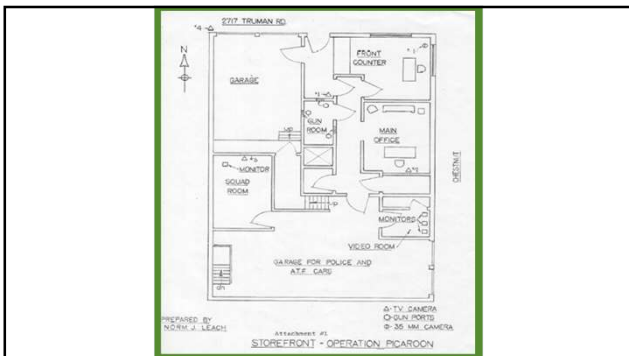 2717 TRUMAN RD.
N
GARAGE
FRONT
COUNTER
GUN
ROOM
UP
MAIN
OFFICE
CHESTNUT
MONITOR
SQUAD
ROOM
UP
MONITORS
VIDEO ROOM
GARAGE FOR POLICE AND
A.T.F. CARS
PREPARED BY
NORM J. LEACH
△-TV CAMERA
○-GUN PORTS
Φ-35 MM CAMERA
Attachment #1
STOREFRONT - OPERATION PICAROON